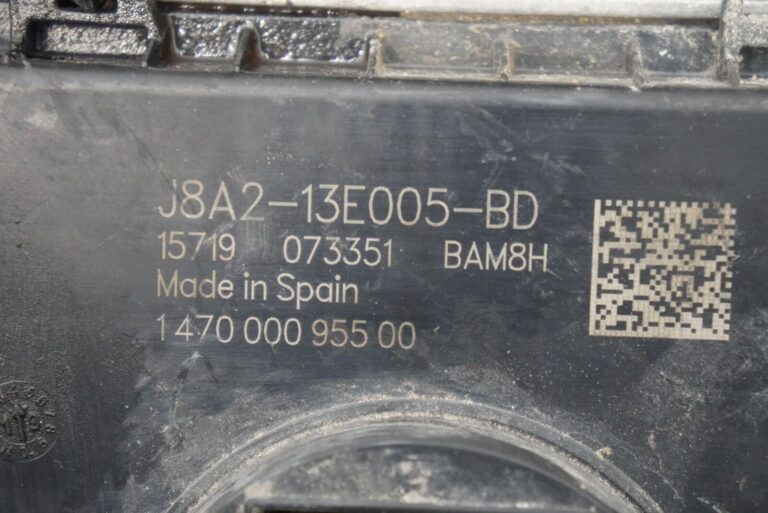 J8A2-13E005-BD
15719 073351 BAM8H
Made in Spain
1 470 000 955 00